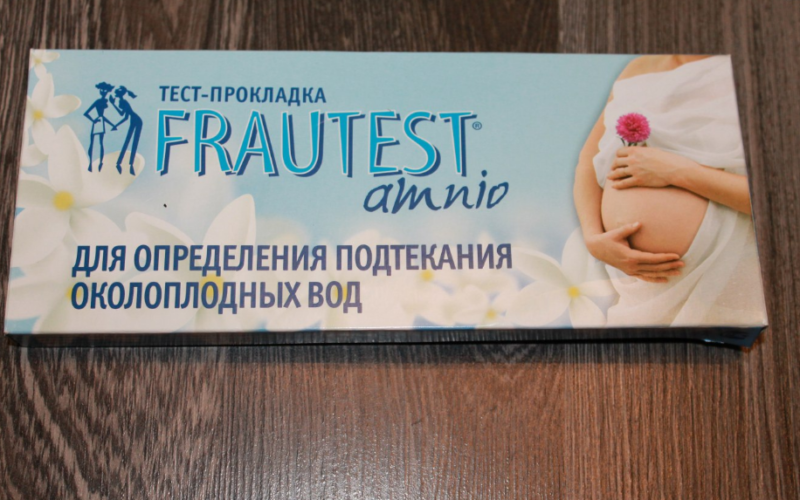 ТЕСТ-ПРОКЛАДКА
FRAUTEST®
amnio
ДЛЯ ОПРЕДЕЛЕНИЯ ПОДТЕКАНИЯ
ОКОЛОПЛОДНЫХ ВОД